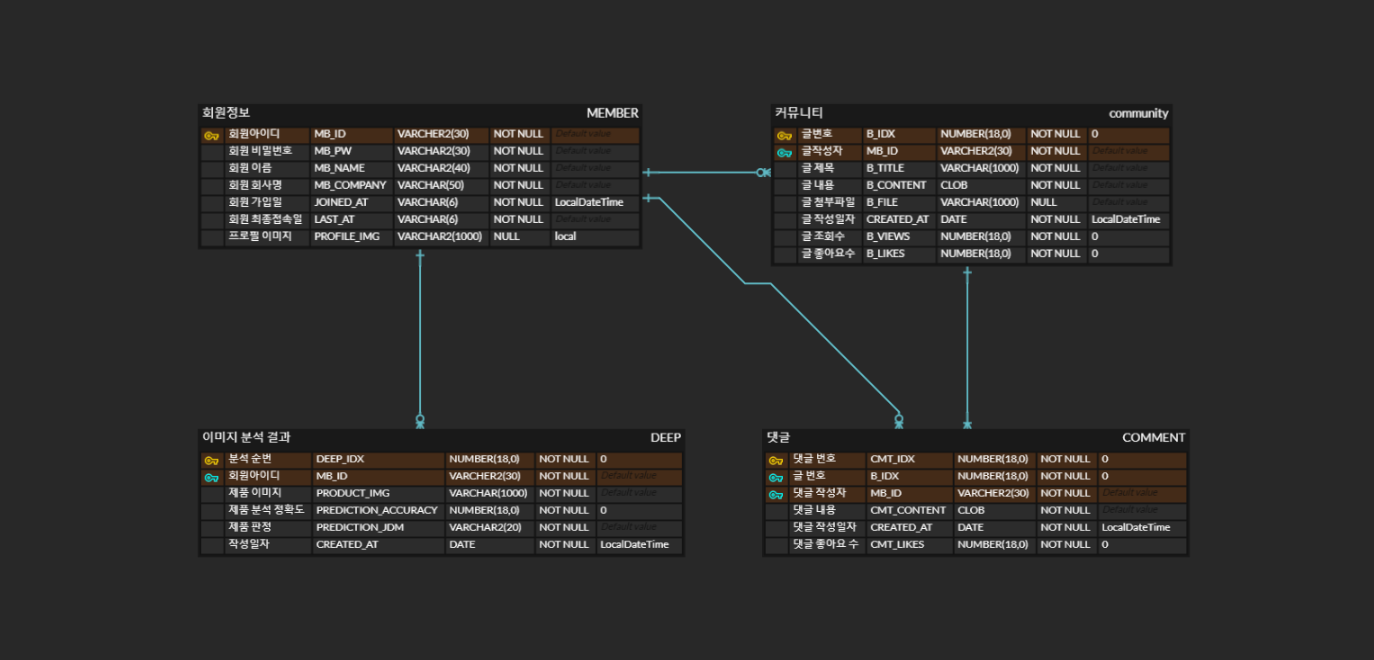 회원정보 MEMBER
회원아이디 MB_ID VARCHER2(30) NOT NULL Default value
회원 비밀번호 MB_PW VARCHAR2(30) NOT NULL Default value
회원 이름 MB_NAME VARCHAR2(40) NOT NULL Default value
회원 회사명 MB_COMPANY VARCHAR(50) NOT NULL Default value
회원 가입일 JOINED_AT VARCHAR(6) NOT NULL LocalDateTime
회원 최종접속일 LAST_AT VARCHAR(6) NOT NULL Default value
프로필 이미지 PROFILE_IMG VARCHAR2(1000) NULL local
커뮤니티 community
글번호 B_IDX NUMBER(18,0) NOT NULL 0
글작성자 MB_ID VARCHER2(30) NOT NULL Default value
글 제목 B_TITLE VARCHAR(1000) NOT NULL Default value
글 내용 B_CONTENT CLOB NOT NULL Default value
글 첨부파일 B_FILE VARCHAR(1000) NULL Default value
글 작성일자 CREATED_AT DATE NOT NULL LocalDateTime
글 조회수 B_VIEWS NUMBER(18,0) NOT NULL 0
글 좋아요수 B_LIKES NUMBER(18,0) NOT NULL 0
이미지 분석 결과 DEEP
분석 순번 DEEP_IDX NUMBER(18,0) NOT NULL 0
회원아이디 MB_ID VARCHER2(30) NOT NULL Default value
제품 이미지 PRODUCT_IMG VARCHAR(1000) NOT NULL Default value
제품 분석 정확도 PREDICTION_ACCURACY NUMBER(18,0) NOT NULL 0
제품 판정 PREDICTION_JDM VARCHAR2(20) NOT NULL Default value
작성일자 CREATED_AT DATE NOT NULL LocalDateTime
댓글 COMMENT
댓글 번호 CMT_IDX NUMBER(18,0) NOT NULL 0
글 번호 B_IDX NUMBER(18,0) NOT NULL 0
댓글 작성자 MB_ID VARCHER2(30) NOT NULL Default value
댓글 내용 CMT_CONTENT CLOB NOT NULL Default value
댓글 작성일자 CREATED_AT DATE NOT NULL LocalDateTime
댓글 좋아요 수 CMT_LIKES NUMBER(18,0) NOT NULL 0